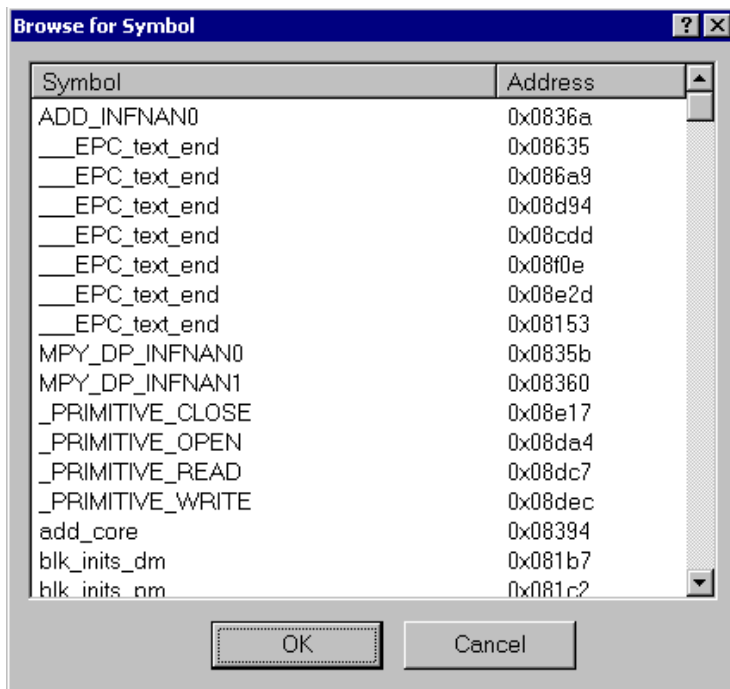 Browse for Symbol
Symbol Address
ADD_INFNAN0 0x0836a
___EPC_text_end 0x08635
___EPC_text_end 0x086a9
___EPC_text_end 0x08d94
___EPC_text_end 0x08cdd
___EPC_text_end 0x08f0e
___EPC_text_end 0x08e2d
___EPC_text_end 0x08153
MPY_DP_INFNAN0 0x0835b
MPY_DP_INFNAN1 0x08360
_PRIMITIVE_CLOSE 0x08e17
_PRIMITIVE_OPEN 0x08da4
_PRIMITIVE_READ 0x08dc7
_PRIMITIVE_WRITE 0x08dec
add_core 0x08394
blk_inits_dm 0x081b7
blk_inits_pm 0x081c2
OK Cancel